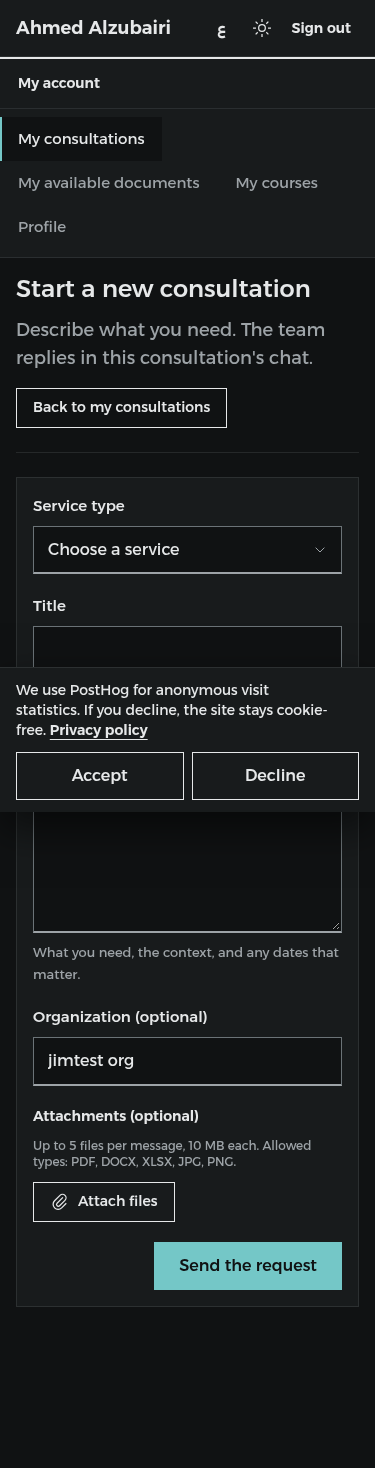 Ahmed Alzubairi ع Sign out
My account
My consultations
My available documents My courses
Profile
Start a new consultation
Describe what you need. The team
replies in this consultation's chat.
Back to my consultations
Service type
Choose a service
Title
We use PostHog for anonymous visit
statistics. If you decline, the site stays cookie-
free. Privacy policy
Accept Decline
What you need, the context, and any dates that
matter.
Organization (optional)
jimtest org
Attachments (optional)
Up to 5 files per message, 10 MB each. Allowed
types: PDF, DOCX, XLSX, JPG, PNG.
Attach files
Send the request